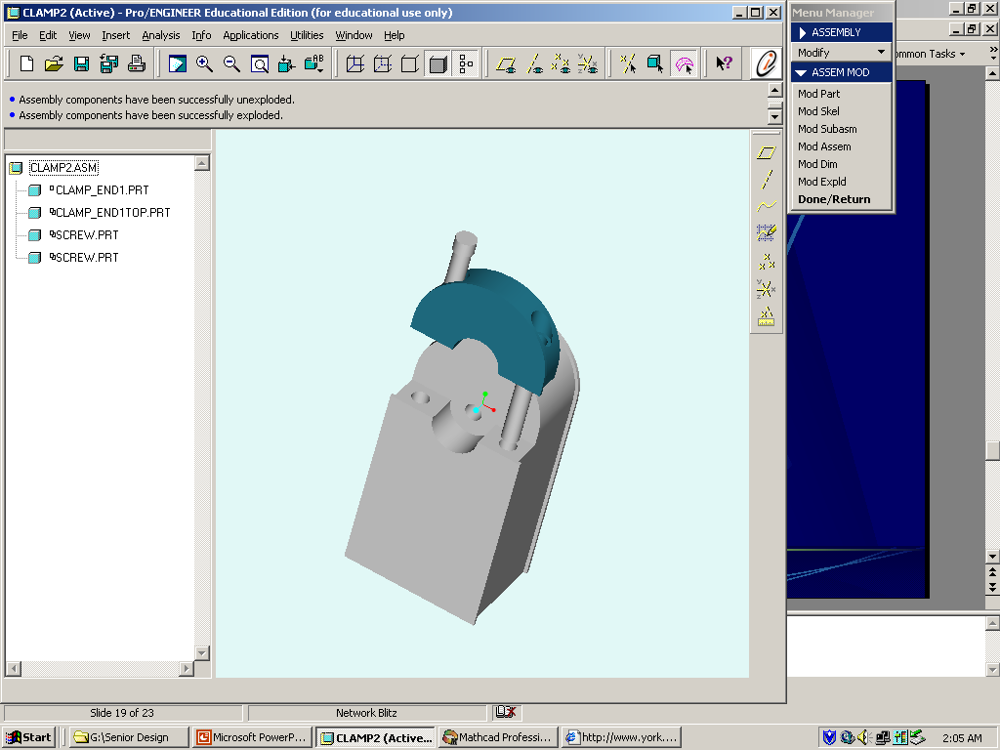 CLAMP2 (Active) - Pro/ENGINEER Educational Edition (for educational use only)
File Edit View Insert Analysis Info Applications Utilities Window Help
Assembly components have been successfully unexploded.
Assembly components have been successfully exploded.
CLAMP2.ASM
CLAMP_END1.PRT
CLAMP_END1TOP.PRT
SCREW.PRT
SCREW.PRT
Menu Manager
ASSEMBLY
Modify
ASSEM MOD
Mod Part
Mod Skel
Mod Subasm
Mod Assem
Mod Dim
Mod Expld
Done/Return
ommon Tasks
Slide 19 of 23 Network Blitz
Start G:\Senior Design Microsoft PowerP... CLAMP2 (Active... Mathcad Professi... http://www.york.... 2:05 AM